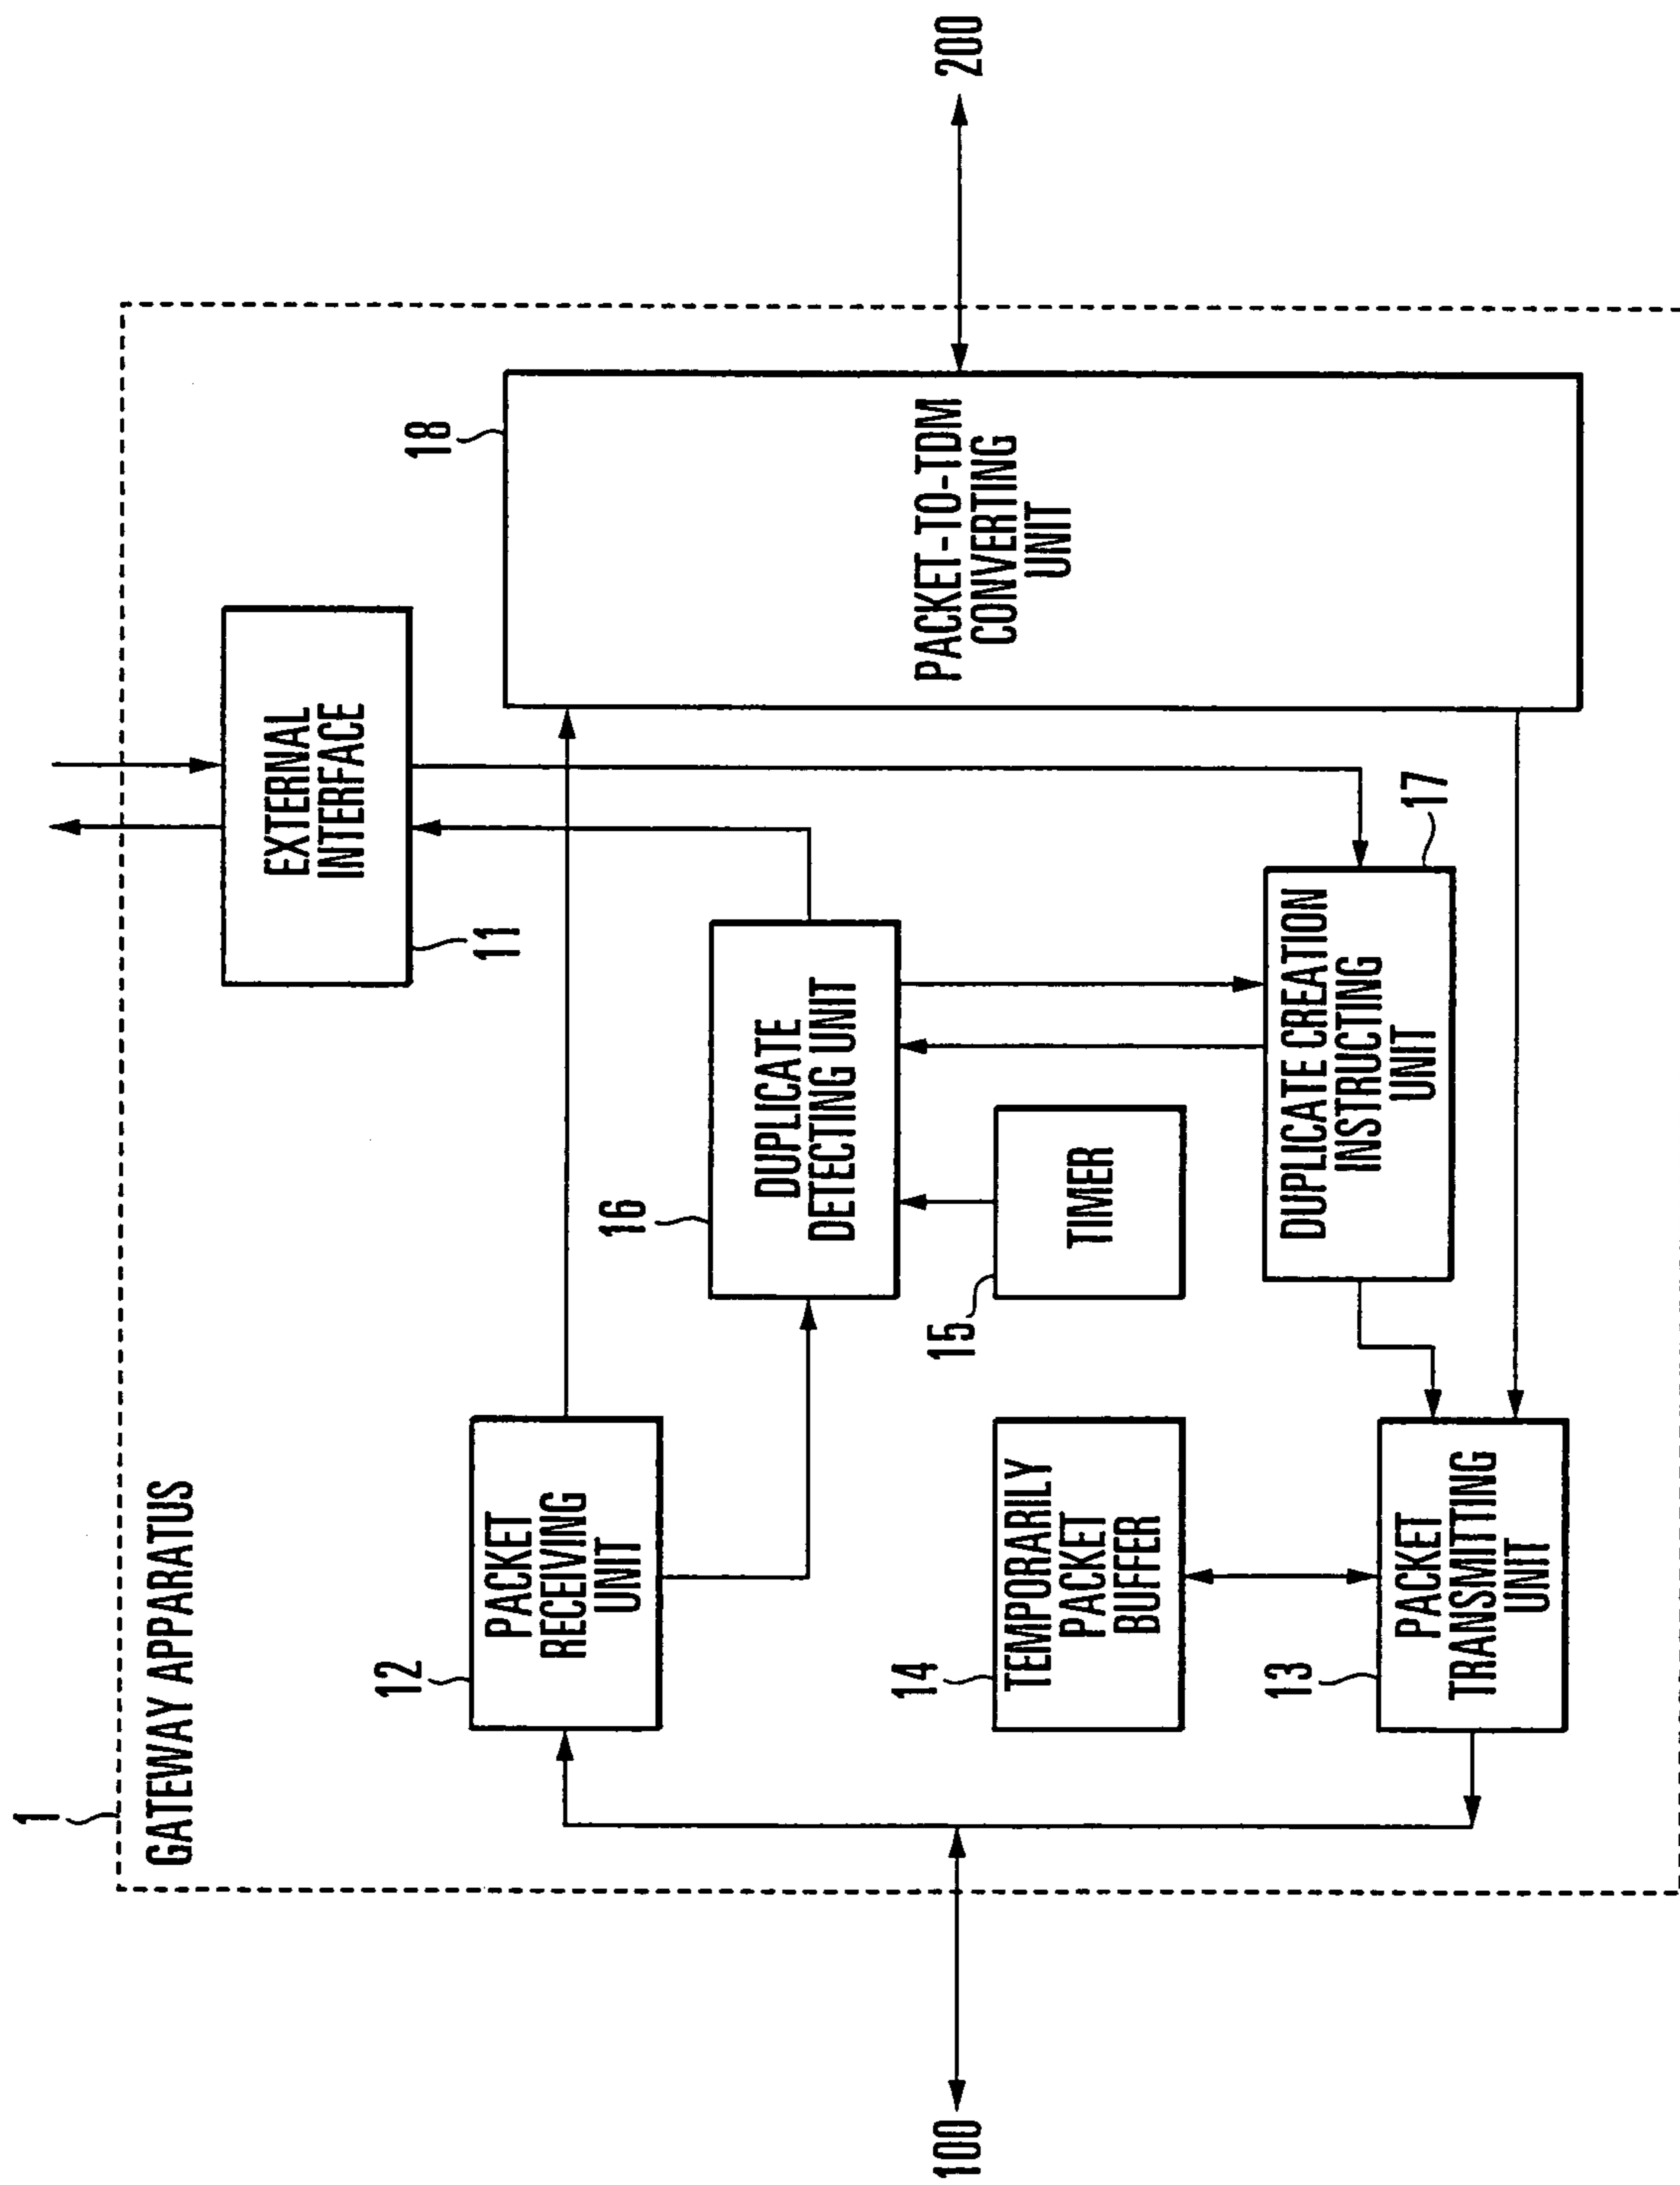 1
GATEWAY APPARATUS
EXTERNAL
INTERFACE
11
12
PACKET
RECEIVING
UNIT
18
PACKET-TO-TDM
CONVERTING
UNIT
16
DUPLICATE
DETECTING UNIT
14
TEMPORARILY
PACKET
BUFFER
15
TIMER
100
200
13
PACKET
TRANSMITTING
UNIT
DUPLICATE CREATION
INSTRUCTING
UNIT
17